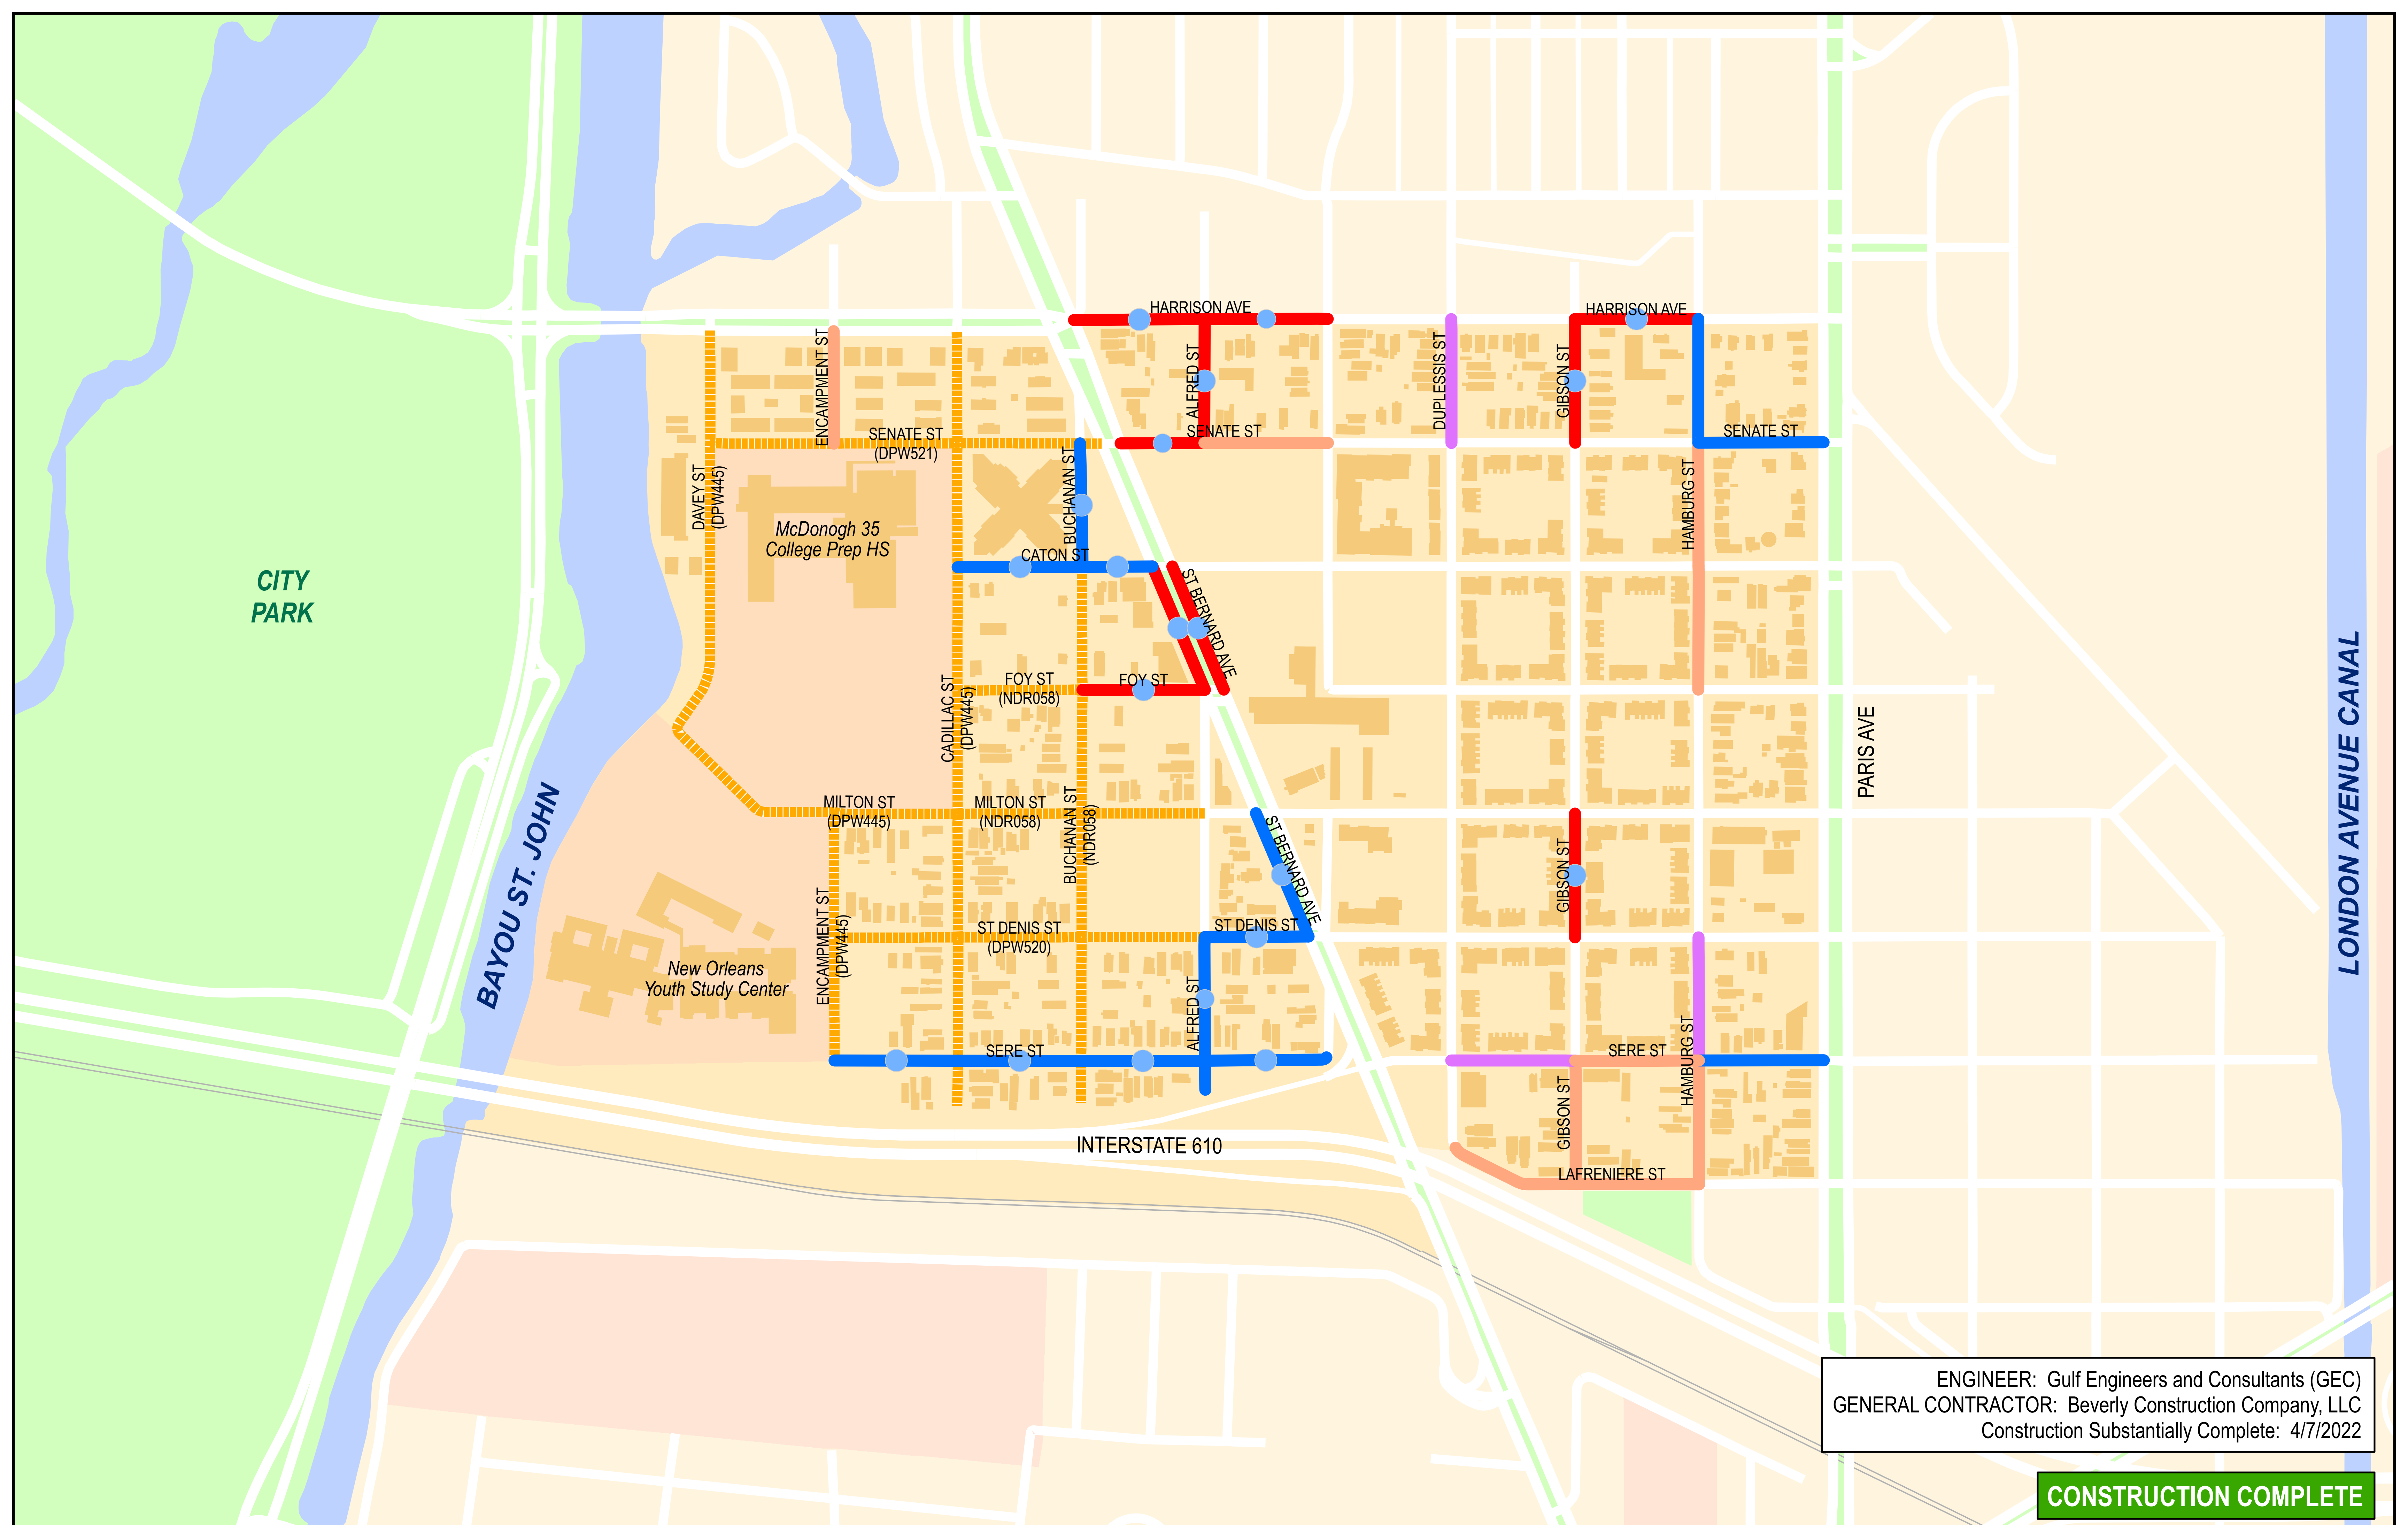 HARRISON AVE
HARRISON AVE
ENCAMPMENT ST
ALFRED ST
DUPLESSIS ST
GIBSON ST
SENATE ST
(DPW521)
SENATE ST
SENATE ST
DAVEY ST
(DPW445)
BUCHANAN ST
HAMBURG ST
McDonogh 35
College Prep HS
CATON ST
CITY
PARK
ST BERNARD AVE
FOY ST
(NDR058)
FOY ST
CADILLAC ST
(DPW445)
PARIS AVE
LONDON AVENUE CANAL
BAYOU ST. JOHN
MILTON ST
(DPW445)
MILTON ST
(NDR058)
BUCHANAN ST
(NDR058)
ST BERNARD AVE
GIBSON ST
ENCAMPMENT ST
(DPW445)
ST DENIS ST
(DPW520)
ST DENIS ST
New Orleans
Youth Study Center
ALFRED ST
SERE ST
SERE ST
HAMBURG ST
GIBSON ST
INTERSTATE 610
LAFRENIERE ST
ENGINEER: Gulf Engineers and Consultants (GEC)
GENERAL CONTRACTOR: Beverly Construction Company, LLC
Construction Substantially Complete: 4/7/2022
CONSTRUCTION COMPLETE